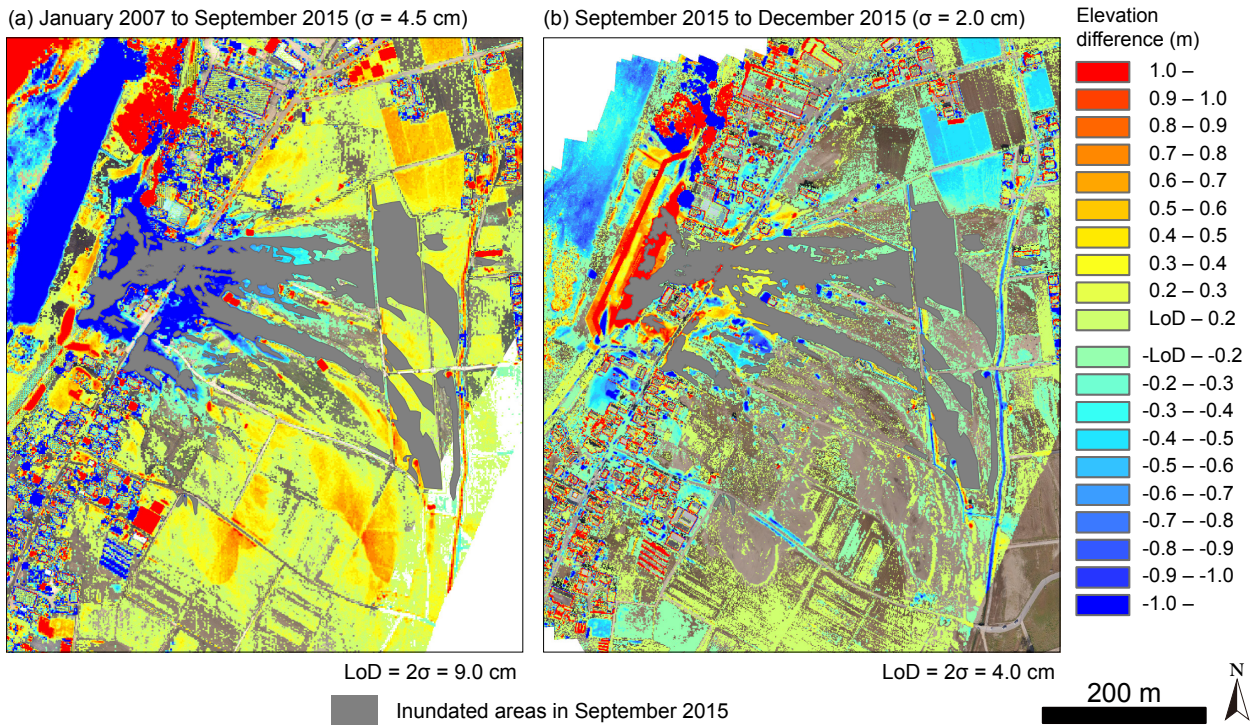 (a) January 2007 to September 2015 (σ = 4.5 cm)
(b) September 2015 to December 2015 (σ = 2.0 cm)
Elevation
difference (m)
1.0 –
0.9 – 1.0
0.8 – 0.9
0.7 – 0.8
0.6 – 0.7
0.5 – 0.6
0.4 – 0.5
0.3 – 0.4
0.2 – 0.3
LoD – 0.2
-LoD – -0.2
-0.2 – -0.3
-0.3 – -0.4
-0.4 – -0.5
-0.5 – -0.6
-0.6 – -0.7
-0.7 – -0.8
-0.8 – -0.9
-0.9 – -1.0
-1.0 –
LoD = 2σ = 9.0 cm
LoD = 2σ = 4.0 cm
Inundated areas in September 2015
200 m
N